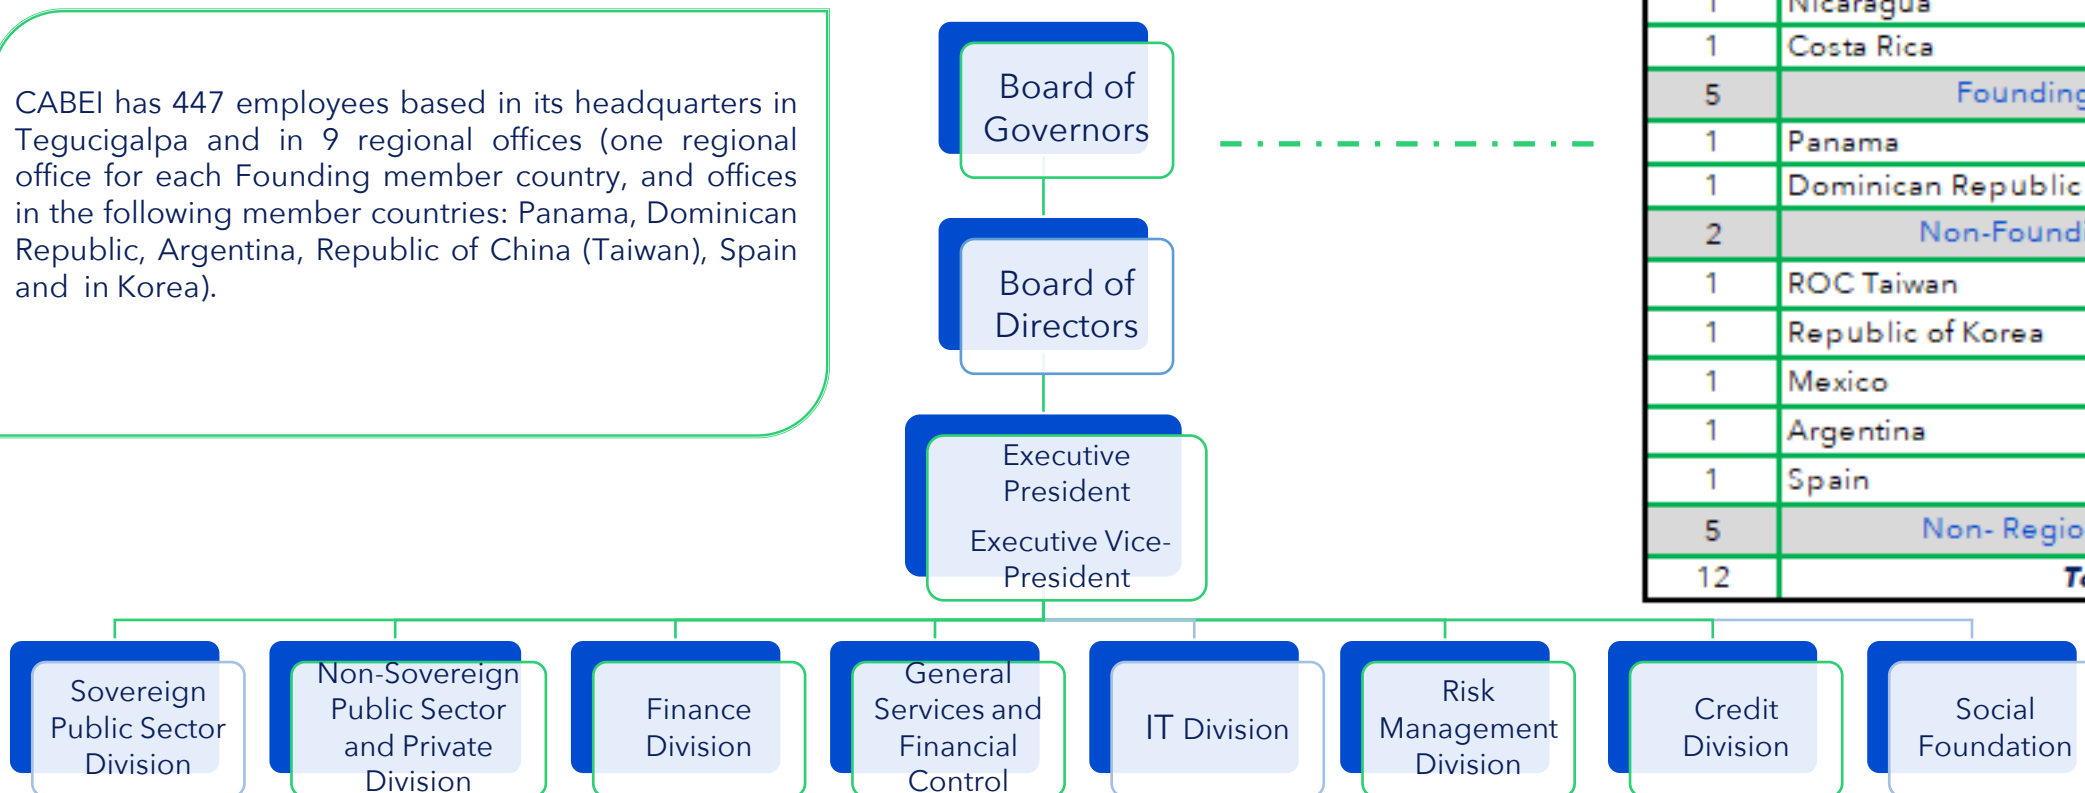 CABEI has 447 employees based in its headquarters in
Tegucigalpa and in 9 regional offices (one regional
office for each Founding member country, and offices
in the following member countries: Panama, Dominican
Republic, Argentina, Republic of China (Taiwan), Spain
and in Korea).
Board of
Governors
Board of
Directors
Executive
President
Executive Vice-
President
Sovereign
Public Sector
Division
Non-Sovereign
Public Sector
and Private
Division
Finance
Division
General
Services and
Financial
Control
IT Division
Risk
Management
Division
Credit
Division
Social
Foundation
1 Nicaragua
1 Costa Rica
5 Founding
1 Panama
1 Dominican Republic
2
1 ROC Taiwan
1 Republic of Korea
1 Mexico
1 Argentina
1 Spain
5
12